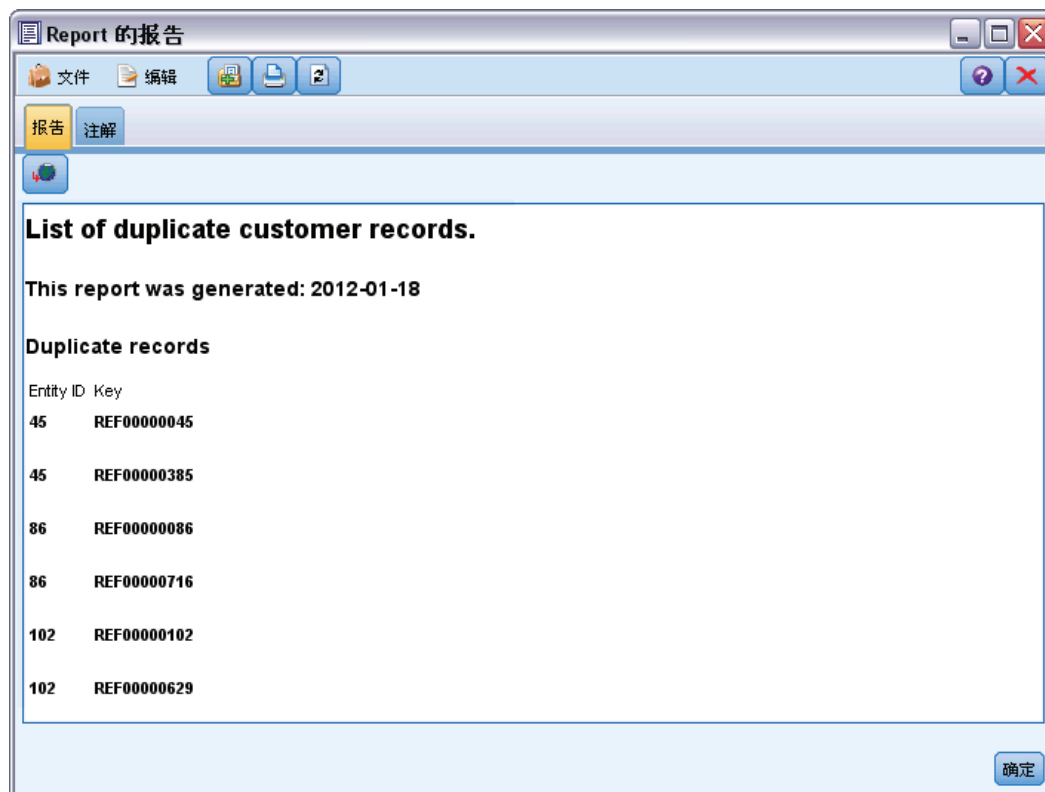 Report 的报告
文件 编辑
报告 注解
List of duplicate customer records.
This report was generated: 2012-01-18
Duplicate records
Entity ID Key
45 REF00000045
45 REF00000385
86 REF00000086
86 REF00000716
102 REF00000102
102 REF00000629
确定